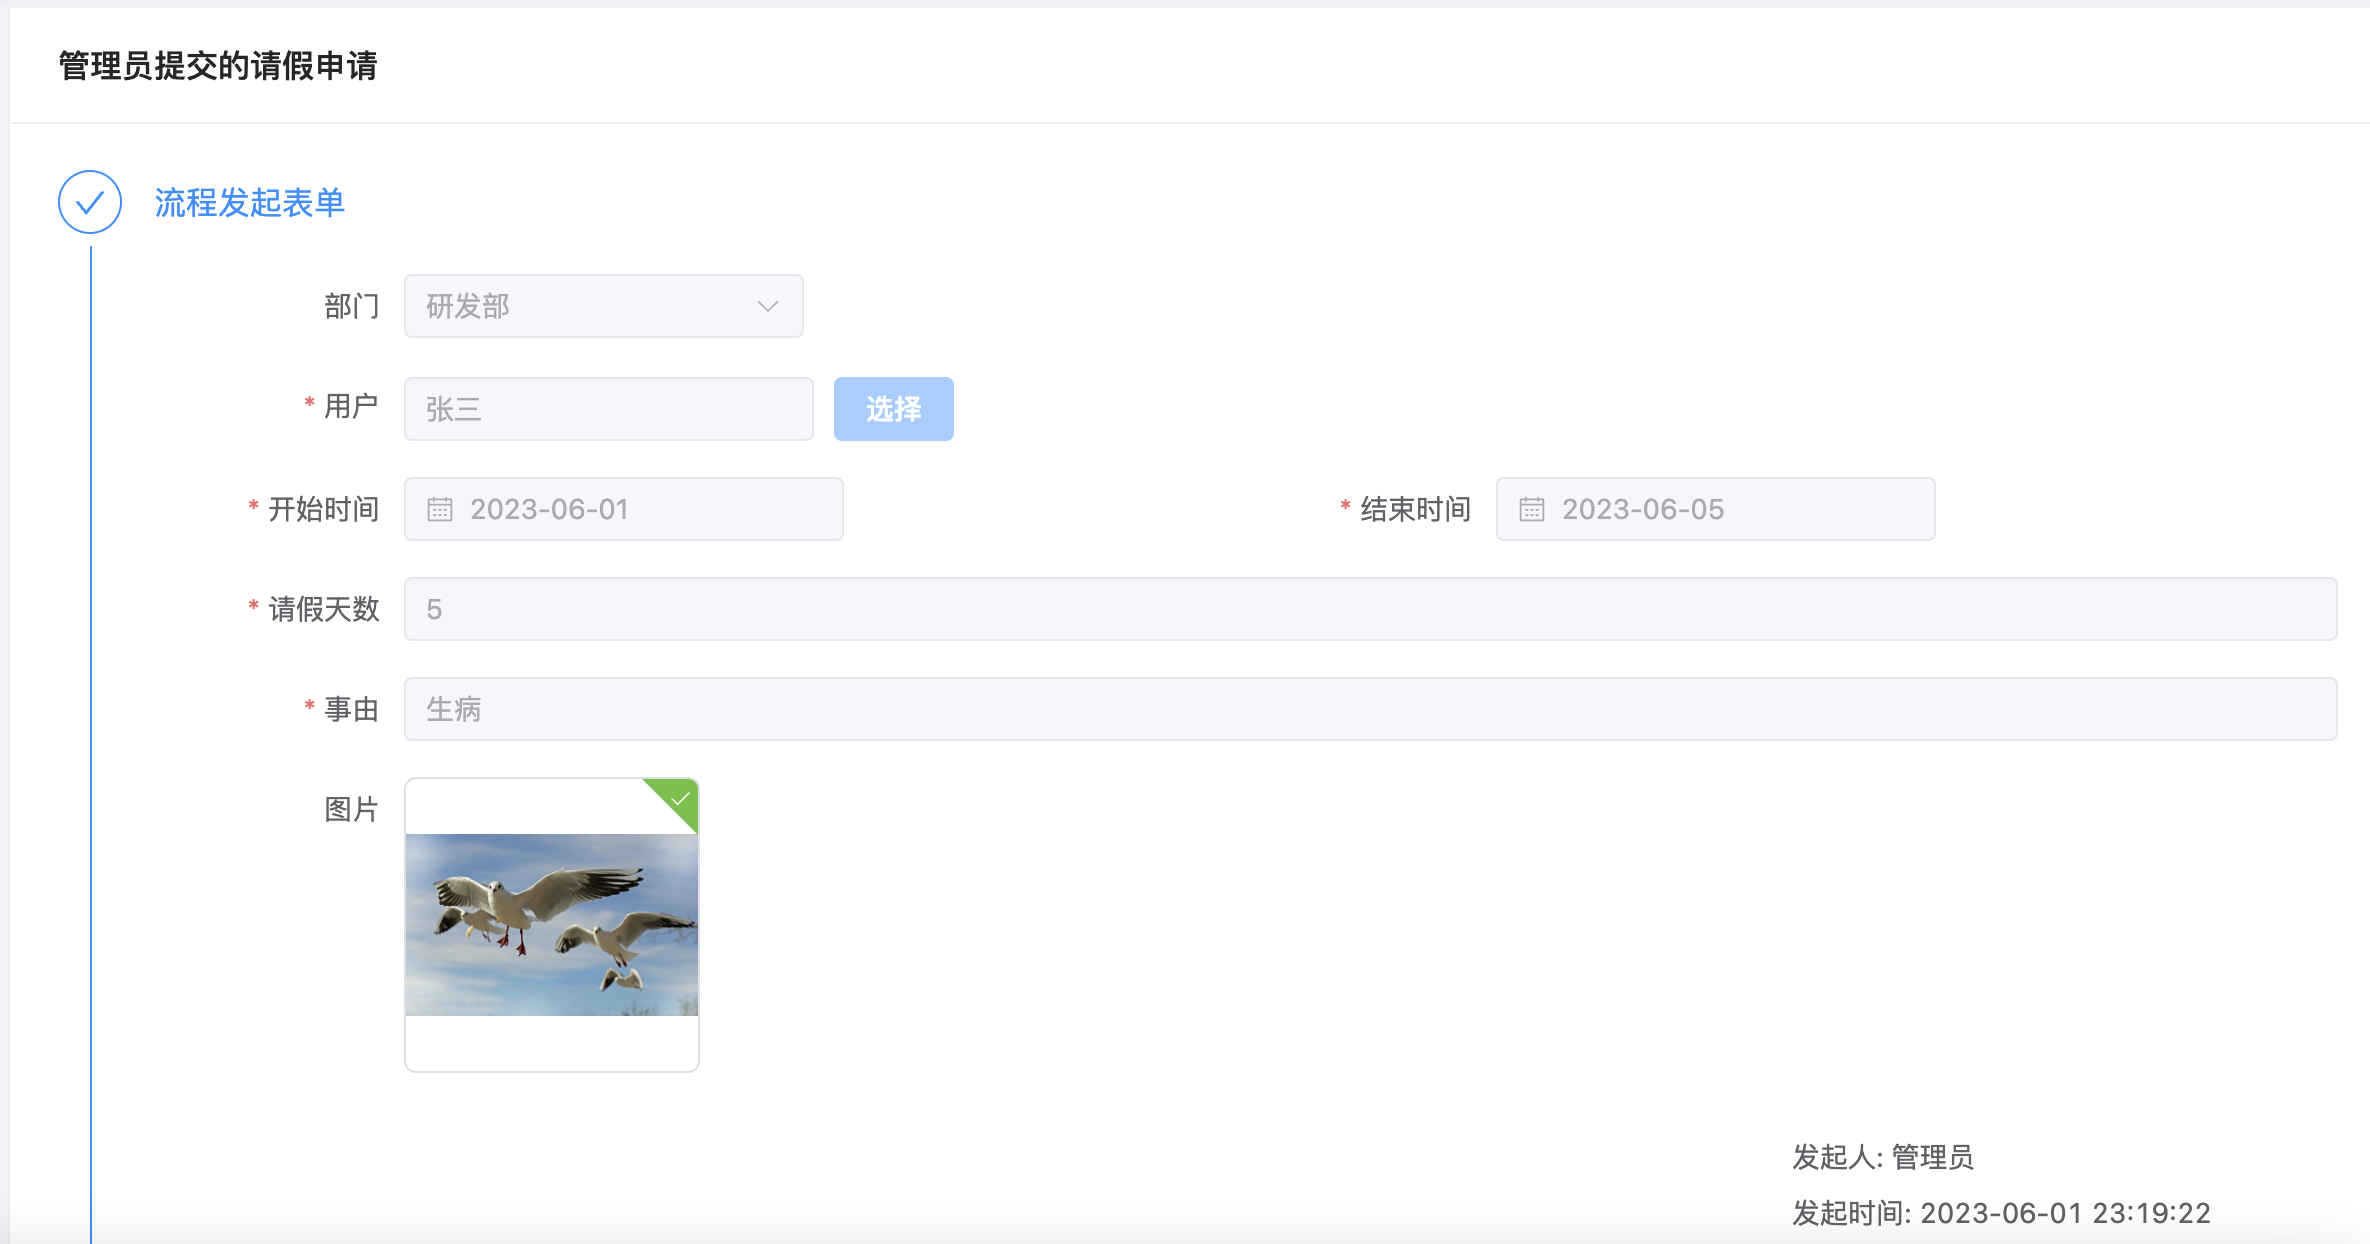 管理员提交的请假申请
流程发起表单
部门 研发部
* 用户 张三 选择
* 开始时间 2023-06-01 * 结束时间 2023-06-05
* 请假天数 5
* 事由 生病
图片
发起人: 管理员
发起时间: 2023-06-01 23:19:22